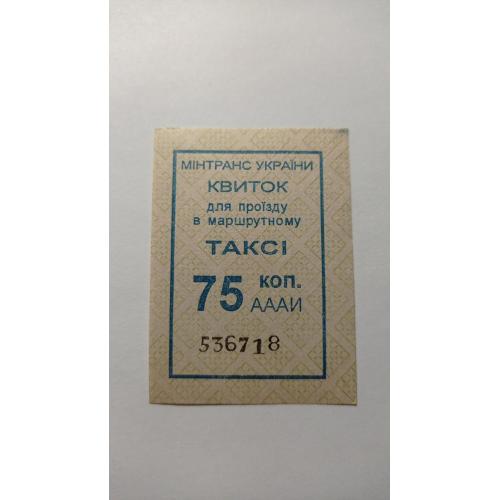 МІНТРАНС УКРАЇНИ
КВИТОК
для проїзду
в маршрутному
ТАКСІ
75 коп.
АААИ
536718